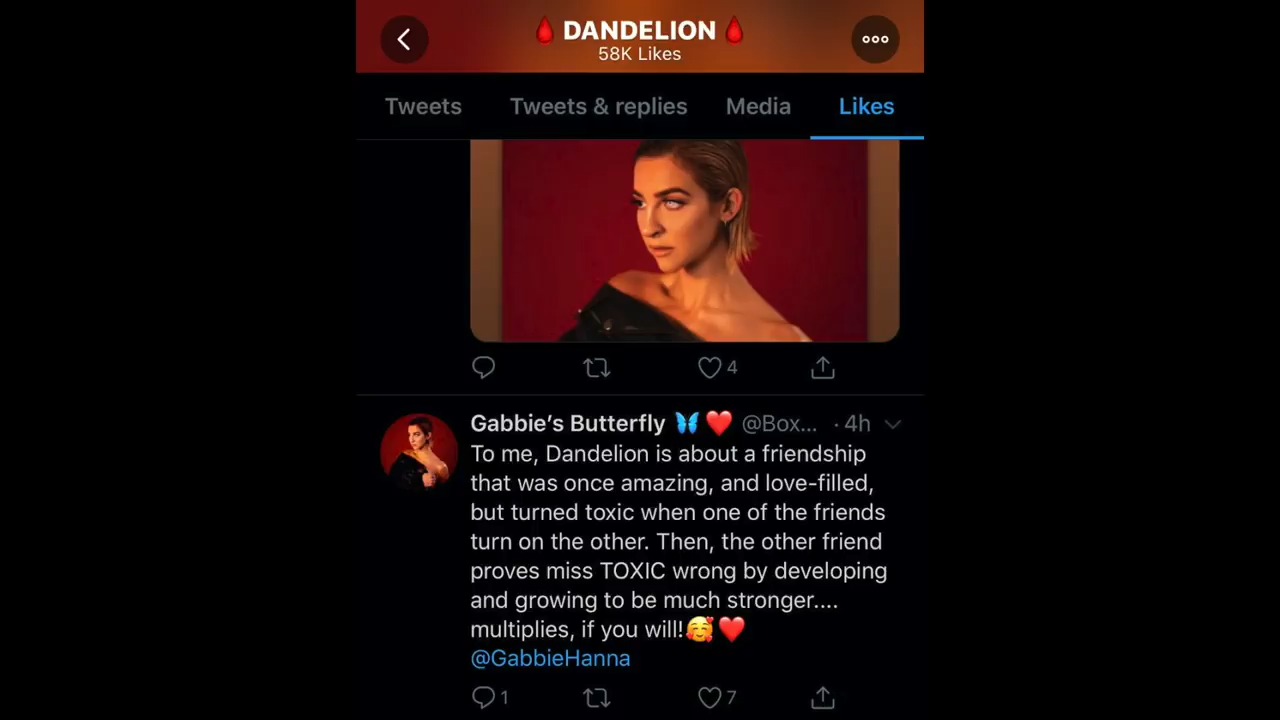 🩸 DANDELION 🩸
58K Likes
Tweets Tweets & replies Media Likes
4
Gabbie's Butterfly 🦋❤️ @Box... · 4h
To me, Dandelion is about a friendship
that was once amazing, and love-filled,
but turned toxic when one of the friends
turn on the other. Then, the other friend
proves miss TOXIC wrong by developing
and growing to be much stronger....
multiplies, if you will!🥰❤️
@GabbieHanna
1 7